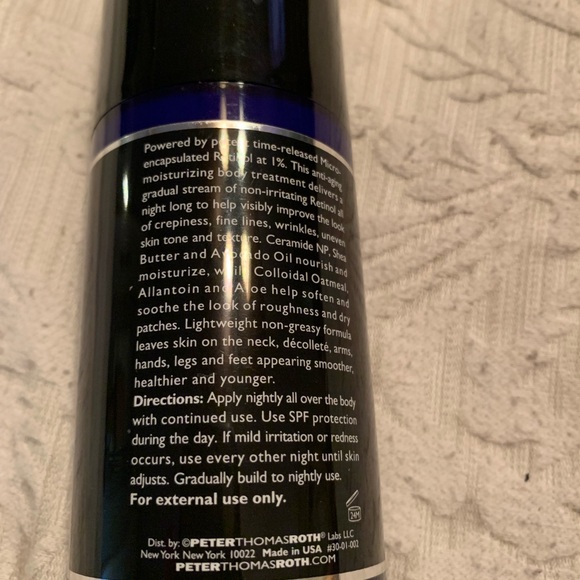 Powered by potent time-released Micro-
encapsulated Retinol at 1%. This anti-aging
moisturizing body treatment delivers a
gradual stream of non-irritating Retinol all
night long to help visibly improve the look
of crepiness, fine lines, wrinkles, uneven
skin tone and texture. Ceramide NP, Shea
Butter and Avocado Oil nourish and
moisturize, while Colloidal Oatmeal,
Allantoin and Aloe help soften and
soothe the look of roughness and dry
patches. Lightweight non-greasy formula
leaves skin on the neck, décolleté, arms,
hands, legs and feet appearing smoother,
healthier and younger.
Directions: Apply nightly all over the body
with continued use. Use SPF protection
during the day. If mild irritation or redness
occurs, use every other night until skin
adjusts. Gradually build to nightly use.
For external use only.
24M
Dist. by: ©PETERTHOMASROTH® Labs LLC
New York New York 10022 Made in USA #30-01-002
PETERTHOMASROTH.COM